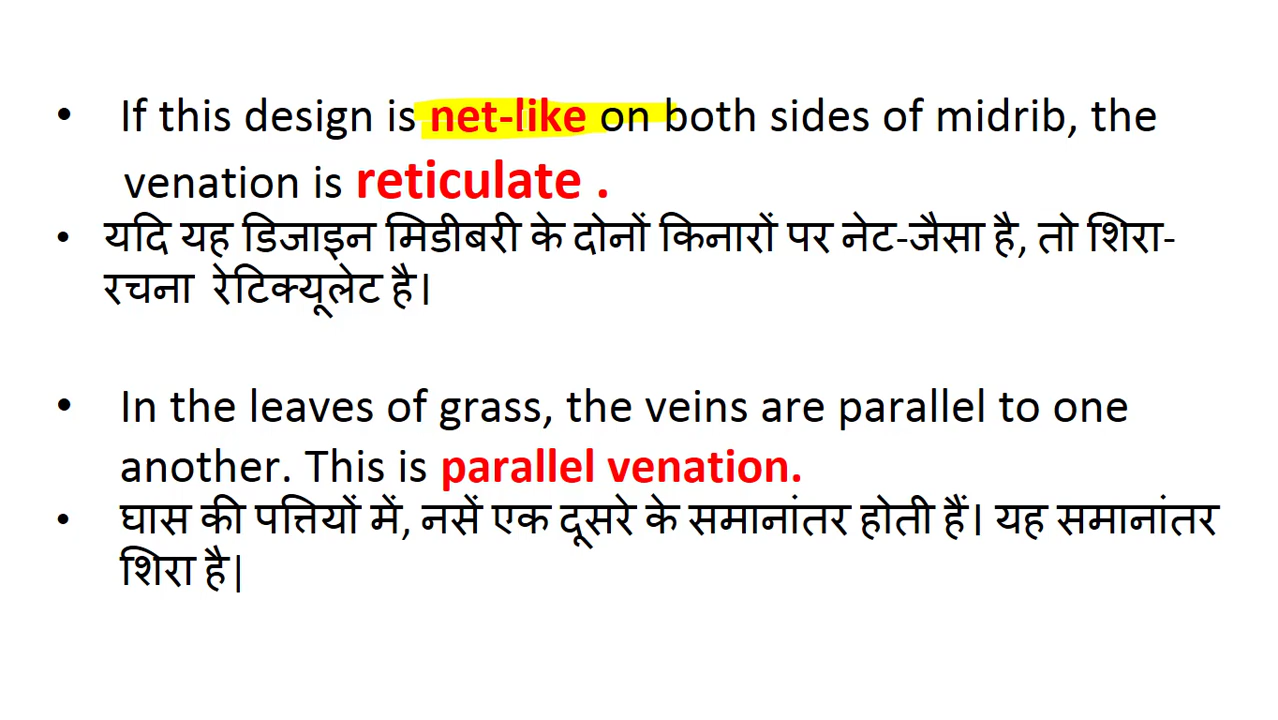 • If this design is net-like on both sides of midrib, the
venation is reticulate .
• यदि यह डिजाइन मिडीबरी के दोनों किनारों पर नेट-जैसा है, तो शिरा-
रचना रेटिक्यूलेट है।
• In the leaves of grass, the veins are parallel to one
another. This is parallel venation.
• घास की पत्तियों में, नसें एक दूसरे के समानांतर होती हैं। यह समानांतर
शिरा है|